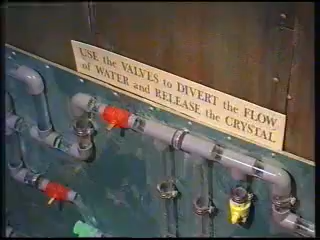 USE the VALVES to DIVERT the FLOW
of WATER and RELEASE the CRYSTAL